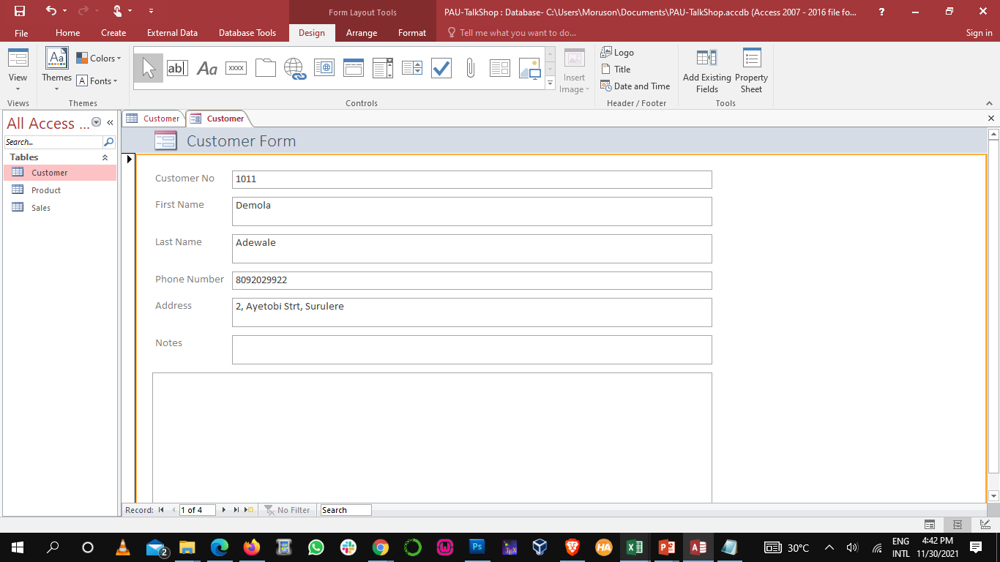 Form Layout Tools
PAU-TalkShop : Database- C:\Users\Moruson\Documents\PAU-TalkShop.accdb (Access 2007 - 2016 file fo...
?
File
Home
Create
External Data
Database Tools
Design
Arrange
Format
Tell me what you want to do...
Sign in
View
Themes
Aa
Colors
A Fonts
ab
Aa
xxxx
Insert
Image
Logo
Title
Date and Time
Add Existing
Fields
Property
Sheet
Views
Themes
Controls
Header / Footer
Tools
All Access ...
Search...
Tables
Customer
Product
Sales
Customer
Customer
Customer Form
Customer No
1011
First Name
Demola
Last Name
Adewale
Phone Number
8092029922
Address
2, Ayetobi Strt, Surulere
Notes
Record:
1 of 4
No Filter
Search
2
Ps
HA
30°C
ENG
INTL
4:42 PM
11/30/2021